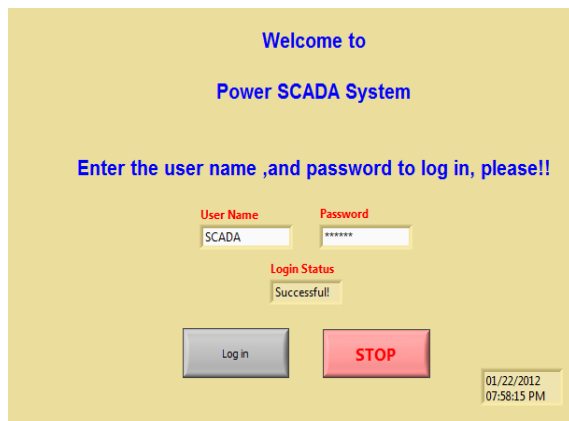 Welcome to
Power SCADA System
Enter the user name ,and password to log in, please!!
User Name Password
SCADA ******
Login Status
Successful!
Log in STOP
01/22/2012
07:58:15 PM